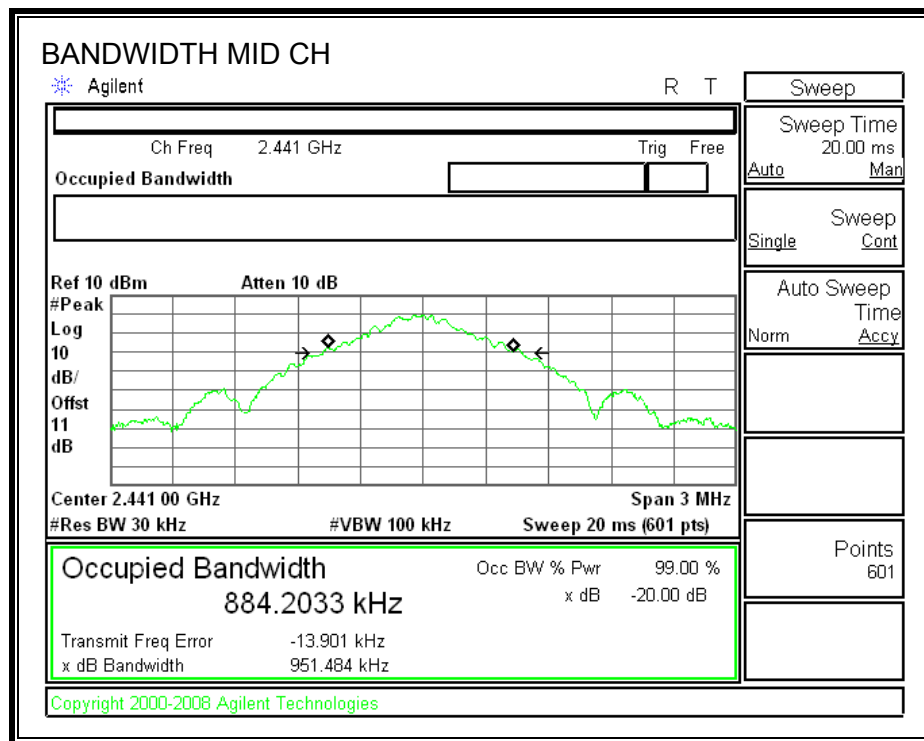 BANDWIDTH MID CH
Agilent R T
Ch Freq 2.441 GHz Trig Free
Occupied Bandwidth
Ref 10 dBm Atten 10 dB
#Peak
Log
10
dB/
Offst
11
dB
Center 2.441 00 GHz Span 3 MHz
#Res BW 30 kHz #VBW 100 kHz Sweep 20 ms (601 pts)
Occupied Bandwidth Occ BW % Pwr 99.00 %
884.2033 kHz x dB -20.00 dB
Transmit Freq Error -13.901 kHz
x dB Bandwidth 951.484 kHz
Copyright 2000-2008 Agilent Technologies
Sweep
Sweep Time
20.00 ms
Auto Man
Sweep
Single Cont
Auto Sweep
Time
Norm Accy
Points
601